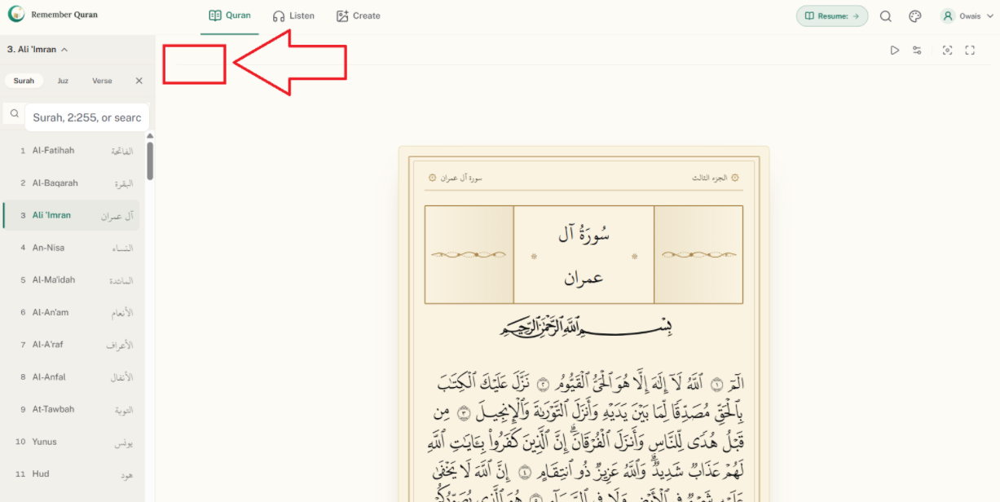 Remember Quran
Quran
Listen
Create
Resume:
Owais
3. Ali 'Imran
Surah
Juz
Verse
Surah, 2:255, or searc
1 Al-Fatihah الفاتحة
2 Al-Baqarah البقرة
3 Ali 'Imran آل عمران
4 An-Nisa النساء
5 Al-Ma'idah المائدة
6 Al-An'am الأنعام
7 Al-A'raf الأعراف
8 Al-Anfal الأنفال
9 At-Tawbah التوبة
10 Yunus يونس
11 Hud هود
الجزء الثالث
سورة آل عمران
سُورَةُ آل
عمران
بِسْمِ ٱللَّهِ ٱلرَّحْمَٰنِ ٱلرَّحِيمِ
الٓمٓ ١ ٱللَّهُ لَآ إِلَٰهَ إِلَّا هُوَ ٱلْحَىُّ ٱلْقَيُّومُ ٢ نَزَّلَ عَلَيْكَ ٱلْكِتَٰبَ
بِٱلْحَقِّ مُصَدِّقًا لِّمَا بَيْنَ يَدَيْهِ وَأَنزَلَ ٱلتَّوْرَىٰةَ وَٱلْإِنجِيلَ ٣ مِن
قَبْلُ هُدًى لِّلنَّاسِ وَأَنزَلَ ٱلْفُرْقَانَ ۗ إِنَّ ٱلَّذِينَ كَفَرُوا۟ بِـَٔايَٰتِ ٱللَّهِ
لَهُمْ عَذَابٌ شَدِيدٌ ۗ وَٱللَّهُ عَزِيزٌ ذُو ٱنتِقَامٍ ٤ إِنَّ ٱللَّهَ لَا يَخْفَىٰ